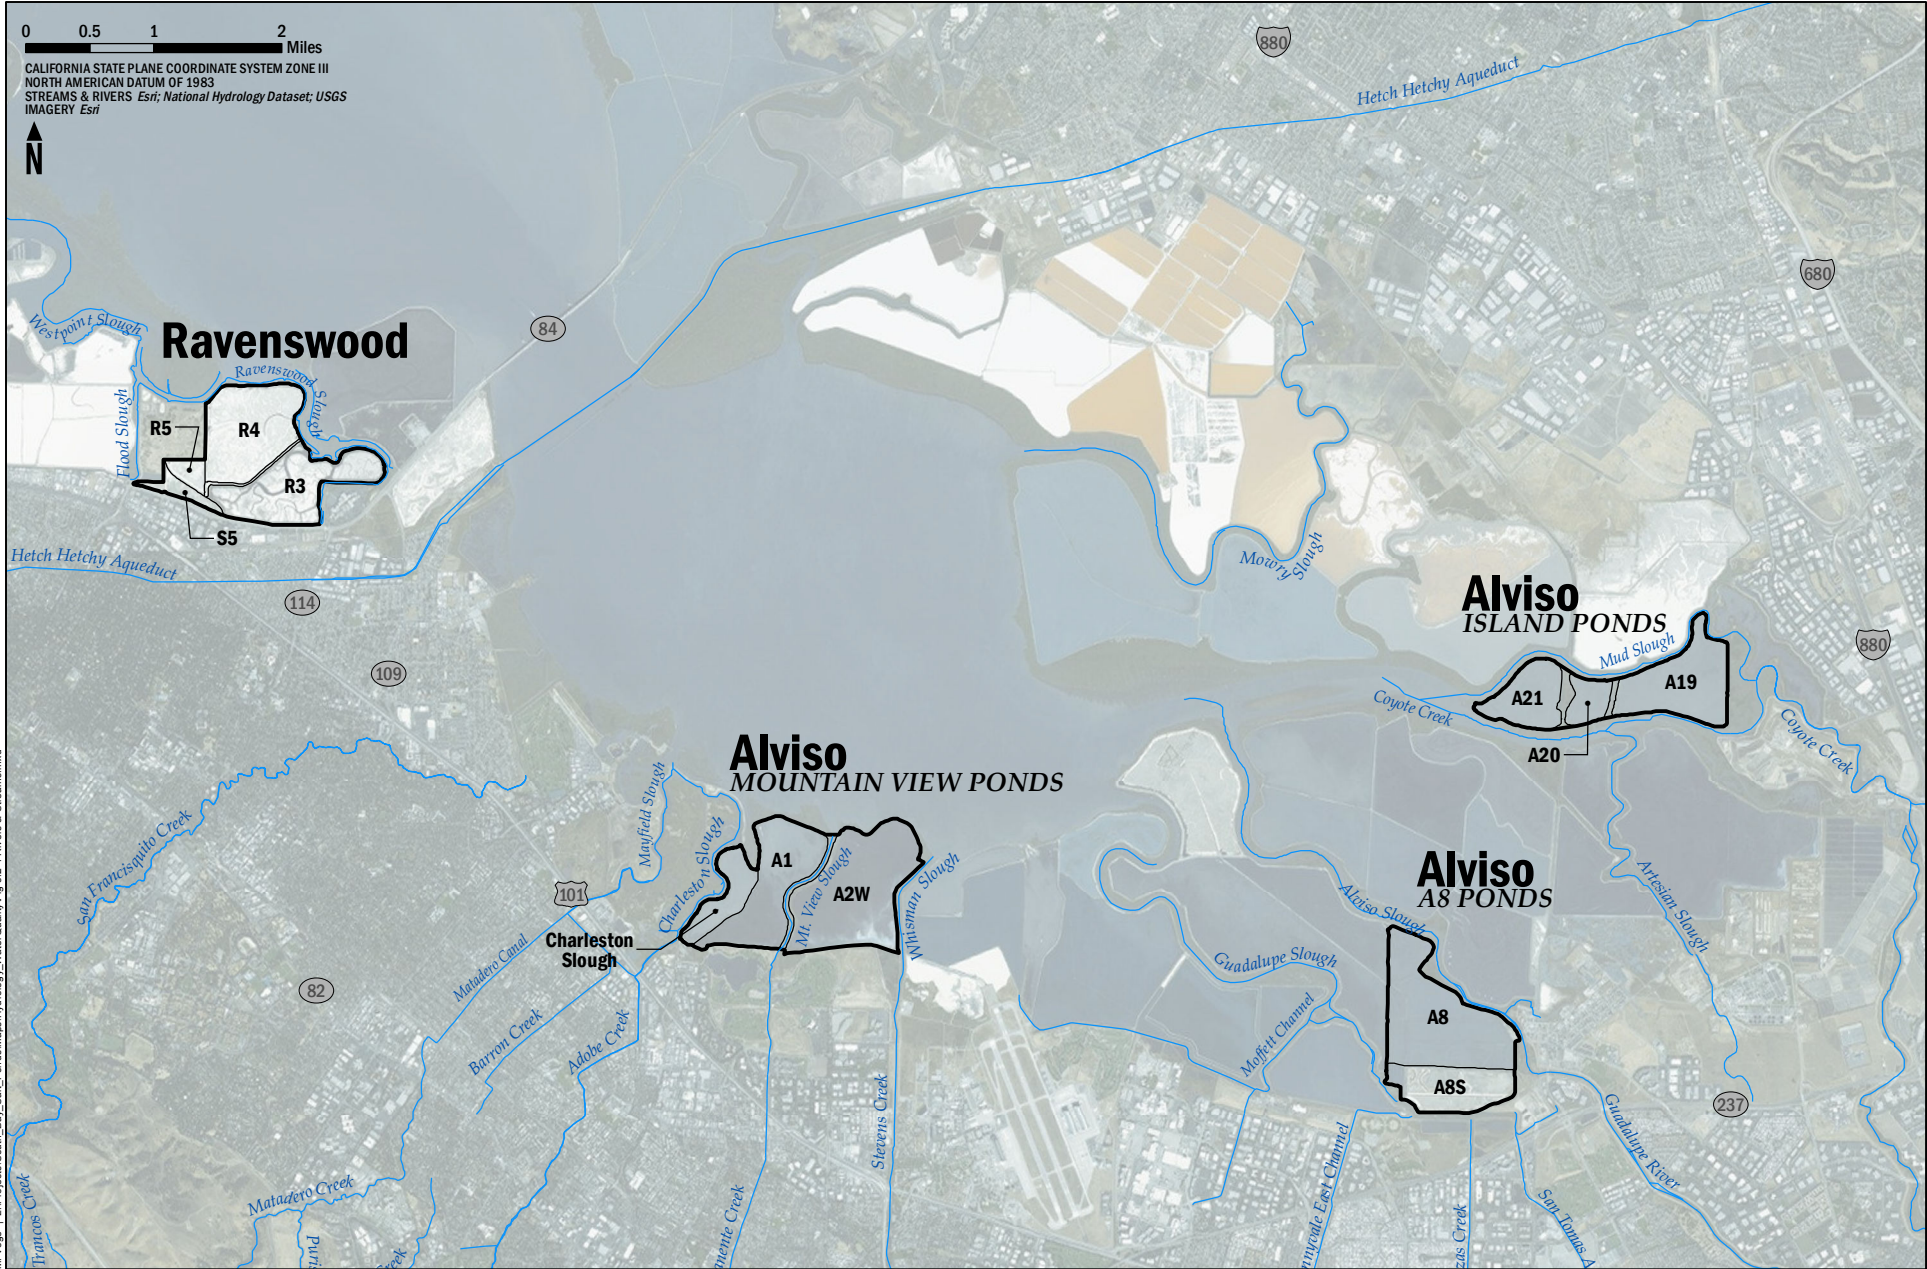 0 0.5 1 2
Miles
CALIFORNIA STATE PLANE COORDINATE SYSTEM ZONE III
NORTH AMERICAN DATUM OF 1983
STREAMS & RIVERS Esri; National Hydrology Dataset; USGS
IMAGERY Esri
N
880
Hetch Hetchy Aqueduct
680
84
Westpoint Slough
Ravenswood
Ravenswood Slough
Flood Slough
R5
R4
R3
S5
Hetch Hetchy Aqueduct
114
109
Mowry Slough
Alviso
ISLAND PONDS
Mud Slough
880
A21
A19
A20
Coyote Creek
Coyote Creek
Alviso
MOUNTAIN VIEW PONDS
Mayfield Slough
Charleston Slough
A1
Mt. View Slough
A2W
Whisman Slough
Charleston
Slough
San Francisquito Creek
101
Matadero Canal
82
Barron Creek
Adobe Creek
Alviso
A8 PONDS
Alviso Slough
Artesian Slough
Guadalupe Slough
Moffett Channel
A8
A8S
237
Guadalupe River
Stevens Creek
Matadero Creek
Creek
San Tomas A